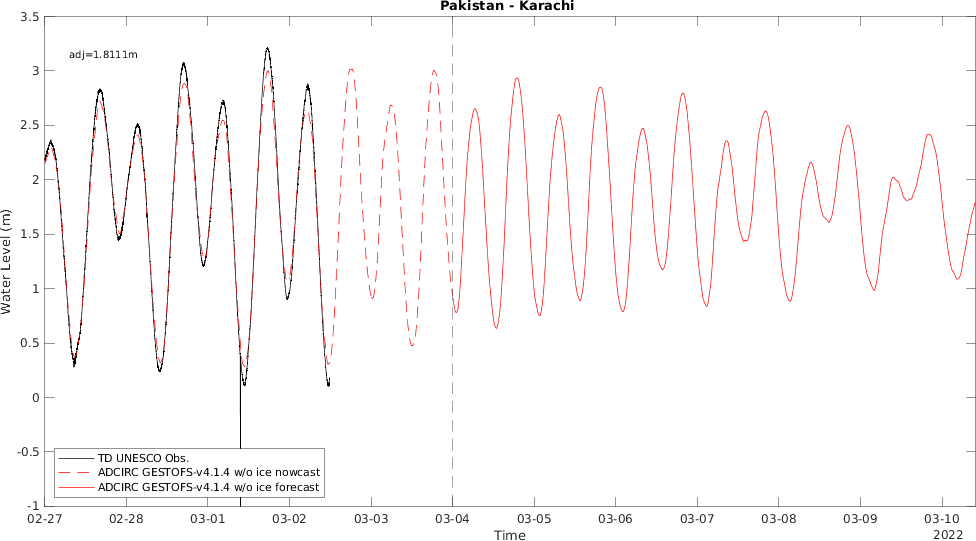 Pakistan - Karachi
adj=1.8111m
Water Level (m)
3.5
3
2.5
2
1.5
1
0.5
0
-0.5
-1
TD UNESCO Obs.
ADCIRC GESTOFS-v4.1.4 w/o ice nowcast
ADCIRC GESTOFS-v4.1.4 w/o ice forecast
02-27 02-28 03-01 03-02 03-03 03-04 03-05 03-06 03-07 03-08 03-09 03-10
Time
2022